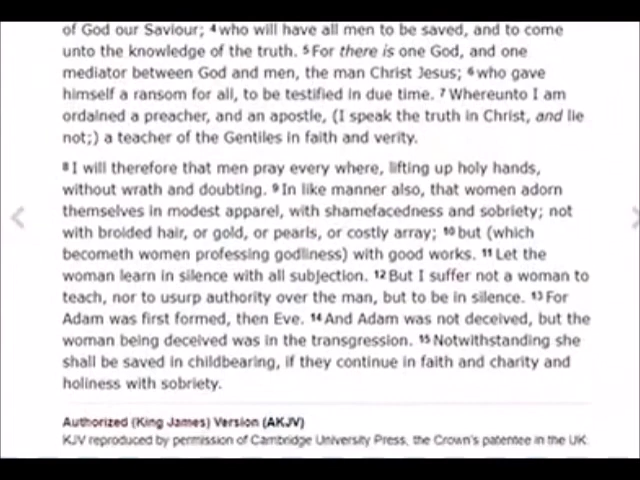 of God our Saviour; 4 who will have all men to be saved, and to come
unto the knowledge of the truth. 5 For there is one God, and one
mediator between God and men, the man Christ Jesus; 6 who gave
himself a ransom for all, to be testified in due time. 7 Whereunto I am
ordained a preacher, and an apostle, (I speak the truth in Christ, and lie
not;) a teacher of the Gentiles in faith and verity.
8 I will therefore that men pray every where, lifting up holy hands,
without wrath and doubting. 9 In like manner also, that women adorn
themselves in modest apparel, with shamefacedness and sobriety; not
with broided hair, or gold, or pearls, or costly array; 10 but (which
becometh women professing godliness) with good works. 11 Let the
woman learn in silence with all subjection. 12 But I suffer not a woman to
teach, nor to usurp authority over the man, but to be in silence. 13 For
Adam was first formed, then Eve. 14 And Adam was not deceived, but the
woman being deceived was in the transgression. 15 Notwithstanding she
shall be saved in childbearing, if they continue in faith and charity and
holiness with sobriety.
Authorized (King James) Version (AKJV)
KJV reproduced by permission of Cambridge University Press, the Crown's patentee in the UK.